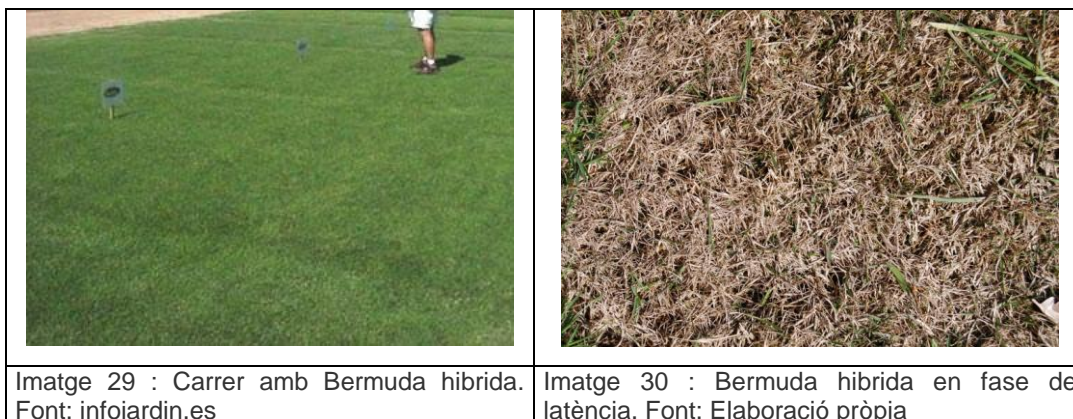 Imatge 29 : Carrer amb Bermuda hibrida.
Font: infojardin.es
Imatge 30 : Bermuda hibrida en fase de
latència. Font: Elaboració pròpia